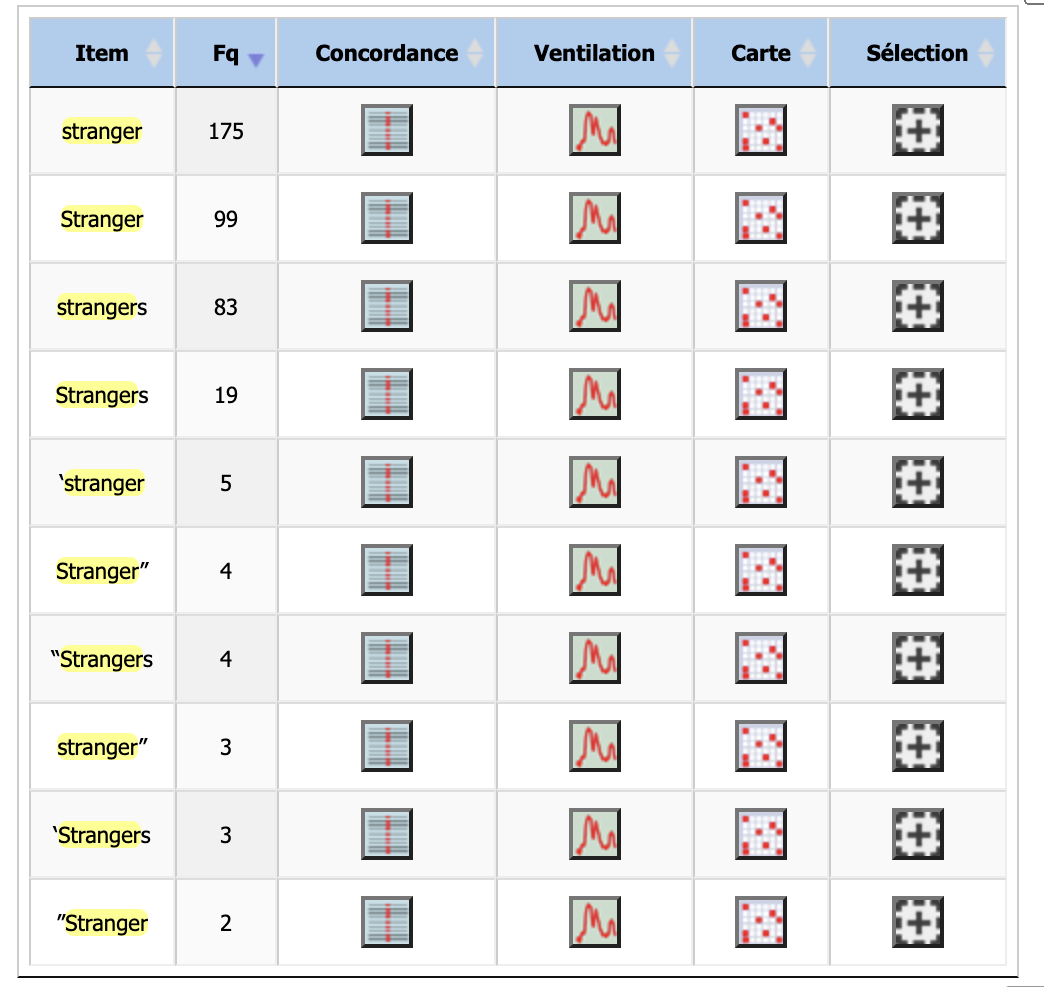 Item Fq Concordance Ventilation Carte Sélection
stranger 175
Stranger 99
strangers 83
Strangers 19
‘stranger 5
Stranger” 4
“Strangers 4
stranger” 3
‘Strangers 3
”Stranger 2